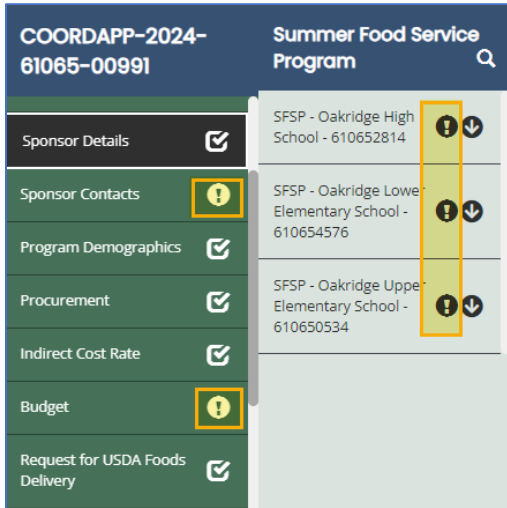 COORDAPP-2024-
61065-00991
Sponsor Details
Sponsor Contacts
Program Demographics
Procurement
Indirect Cost Rate
Budget
Request for USDA Foods
Delivery
Summer Food Service
Program
SFSP - Oakridge High
School - 610652814
SFSP - Oakridge Lower
Elementary School -
610654576
SFSP - Oakridge Upper
Elementary School -
610650534